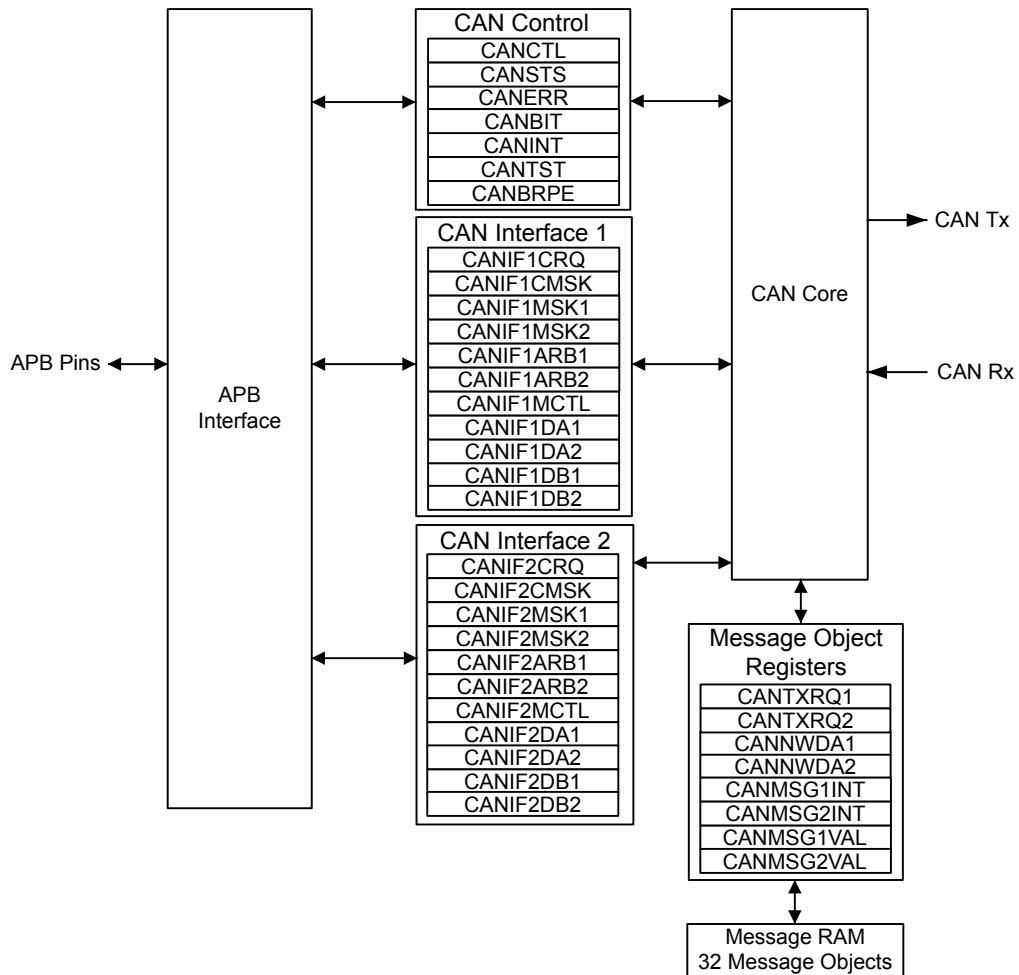 CAN Control
CANCTL
CANSTS
CANERR
CANBIT
CANINT
CANTST
CANBRPE
CAN Interface 1
CANIF1CRQ
CANIF1CMSK
CANIF1MSK1
CANIF1MSK2
CANIF1ARB1
CANIF1ARB2
CANIF1MCTL
CANIF1DA1
CANIF1DA2
CANIF1DB1
CANIF1DB2
CAN Interface 2
CANIF2CRQ
CANIF2CMSK
CANIF2MSK1
CANIF2MSK2
CANIF2ARB1
CANIF2ARB2
CANIF2MCTL
CANIF2DA1
CANIF2DA2
CANIF2DB1
CANIF2DB2
APB Pins
APB
Interface
CAN Core
CAN Tx
CAN Rx
Message Object
Registers
CANTXRQ1
CANTXRQ2
CANNWDA1
CANNWDA2
CANMSG1INT
CANMSG2INT
CANMSG1VAL
CANMSG2VAL
Message RAM
32 Message Objects